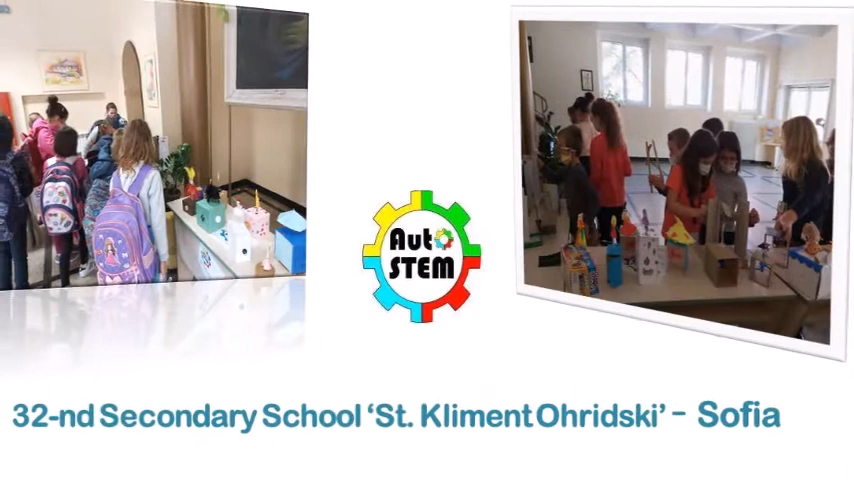 Aut
STEM
32-nd Secondary School ‘St. Kliment Ohridski’ - Sofia